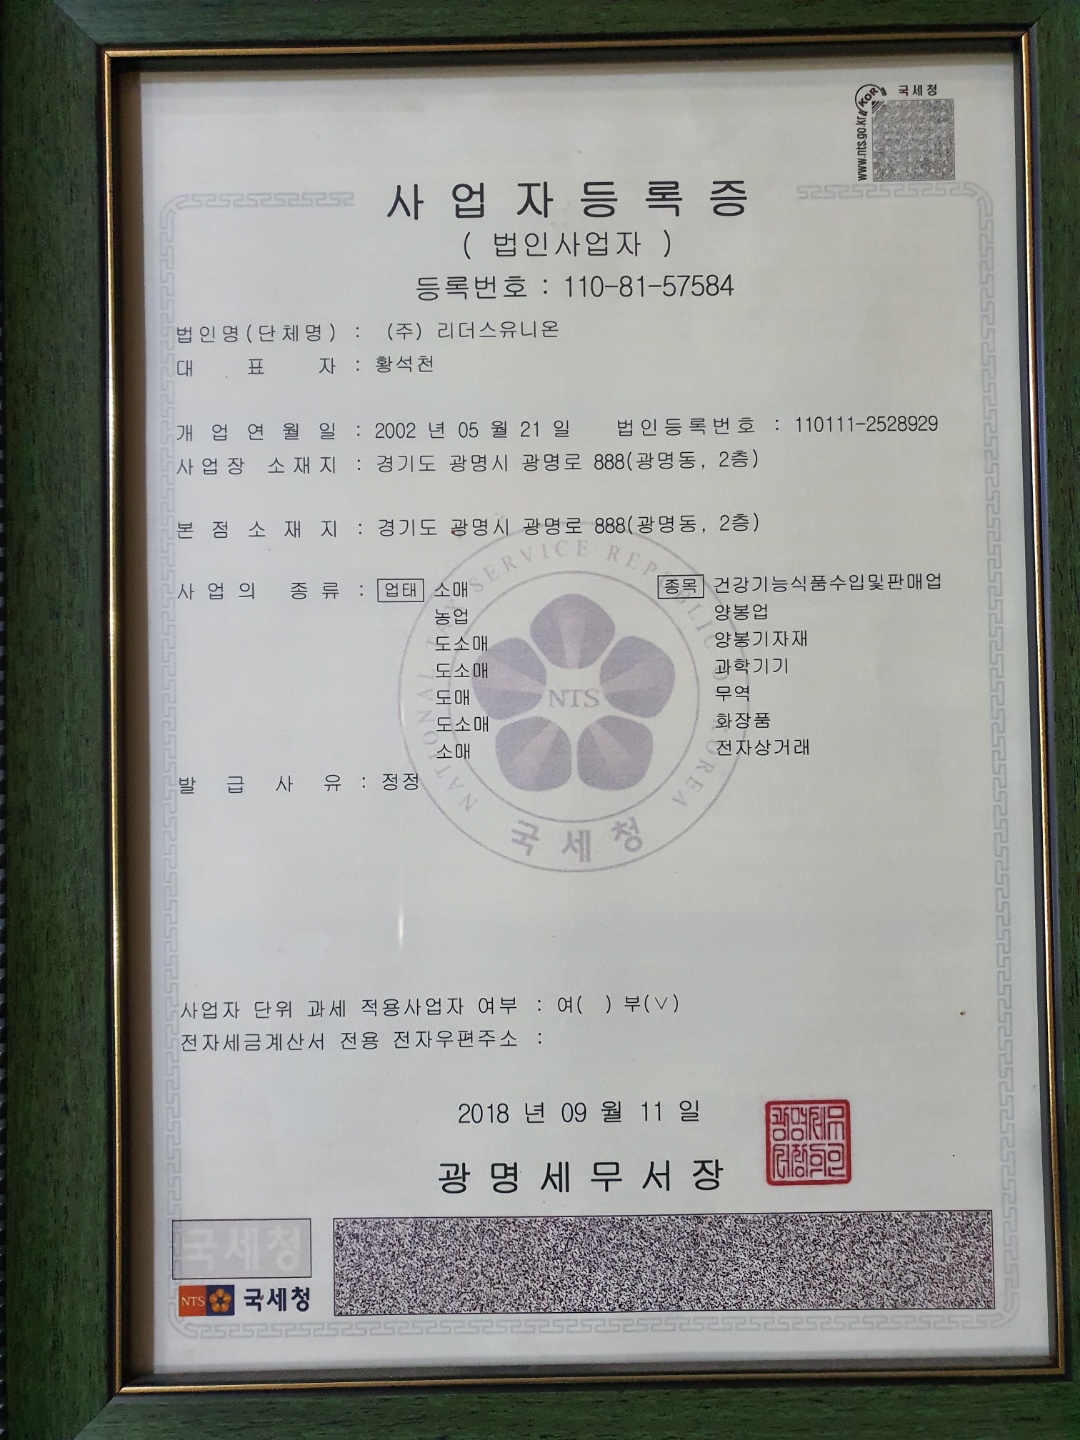 국세청
KOR
www.nts.go.kr
사업자등록증
( 법인사업자 )
등록번호 : 110-81-57584
법인명(단체명) : (주) 리더스유니온
대 표 자 : 황석천
개 업 연 월 일 : 2002 년 05 월 21 일 법인등록번호 : 110111-2528929
사업장 소재지 : 경기도 광명시 광명로 888(광명동, 2층)
본 점 소 재 지 : 경기도 광명시 광명로 888(광명동, 2층)
사업의 종류 : 업태 소매 종목 건강기능식품수입및판매업
농업 양봉업
도소매 양봉기자재
도소매 과학기기
도매 무역
도소매 화장품
소매 전자상거래
발 급 사 유 : 정정
NATIONAL TAX SERVICE REPUBLIC OF KOREA
NTS
국세청
사업자 단위 과세 적용사업자 여부 : 여( ) 부(∨)
전자세금계산서 전용 전자우편주소 :
2018 년 09 월 11 일
광명세무서장
국세청
NTS 국세청